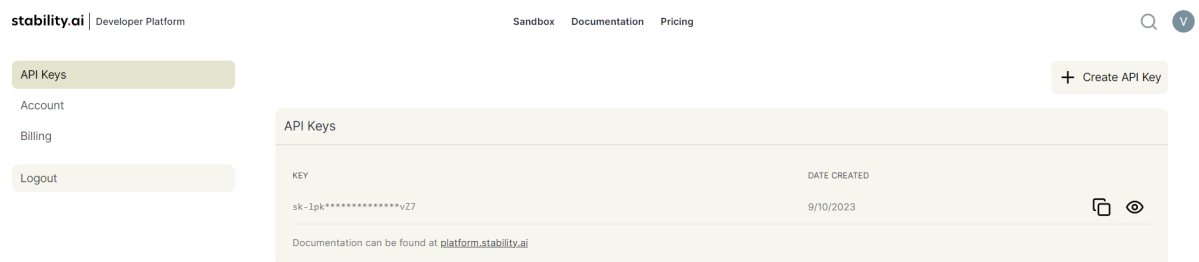 stability.ai | Developer Platform
Sandbox Documentation Pricing
V
API Keys
Account
Billing
Logout
+ Create API Key
API Keys
KEY DATE CREATED
sk-lpk**************vZ7 9/10/2023
Documentation can be found at platform.stability.ai